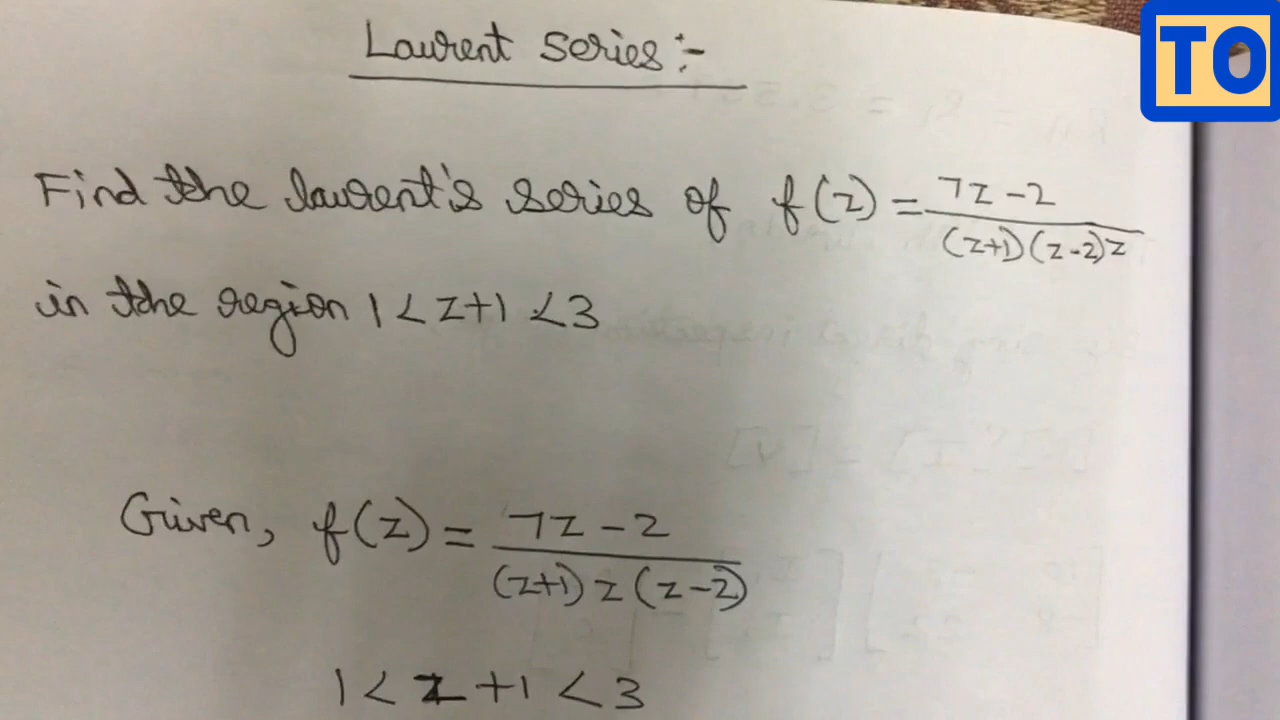 Laurent series :-
TO
Find the laurent's series of f(z) = 7z-2 / (z+1)(z-2)z
in the region 1 < z+1 < 3
Given, f(z) = 7z-2 / (z+1) z (z-2)
1 < z+1 < 3